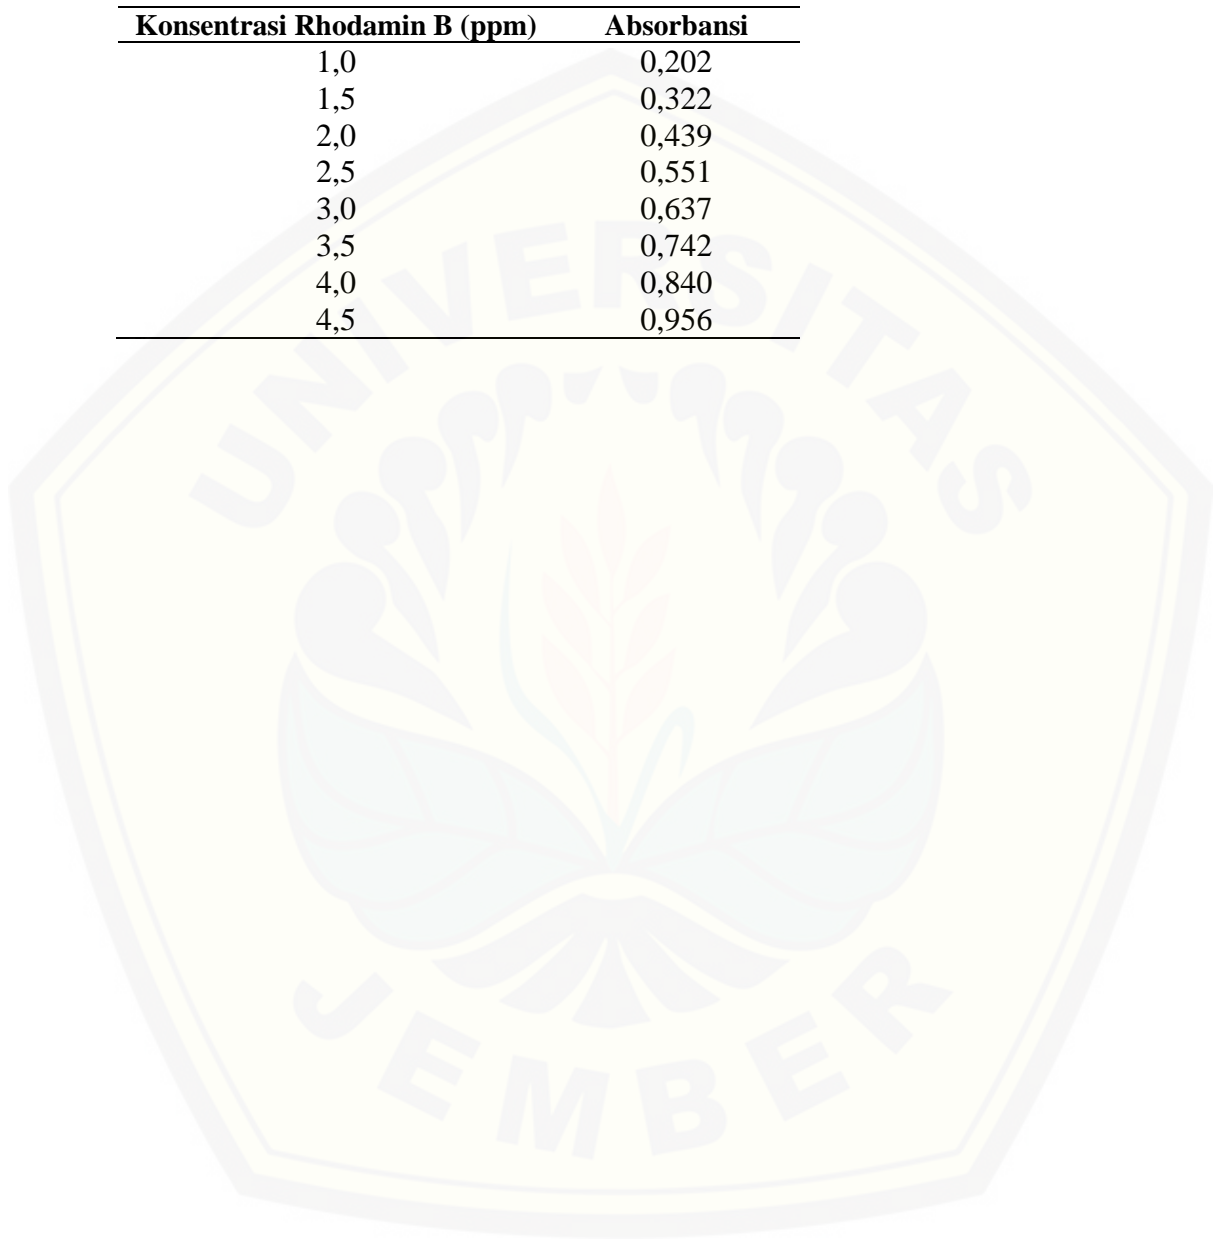 Konsentrasi Rhodamin B (ppm) Absorbansi
1,0 0,202
1,5 0,322
2,0 0,439
2,5 0,551
3,0 0,637
3,5 0,742
4,0 0,840
4,5 0,956
UNIVERSITAS
JEMBER